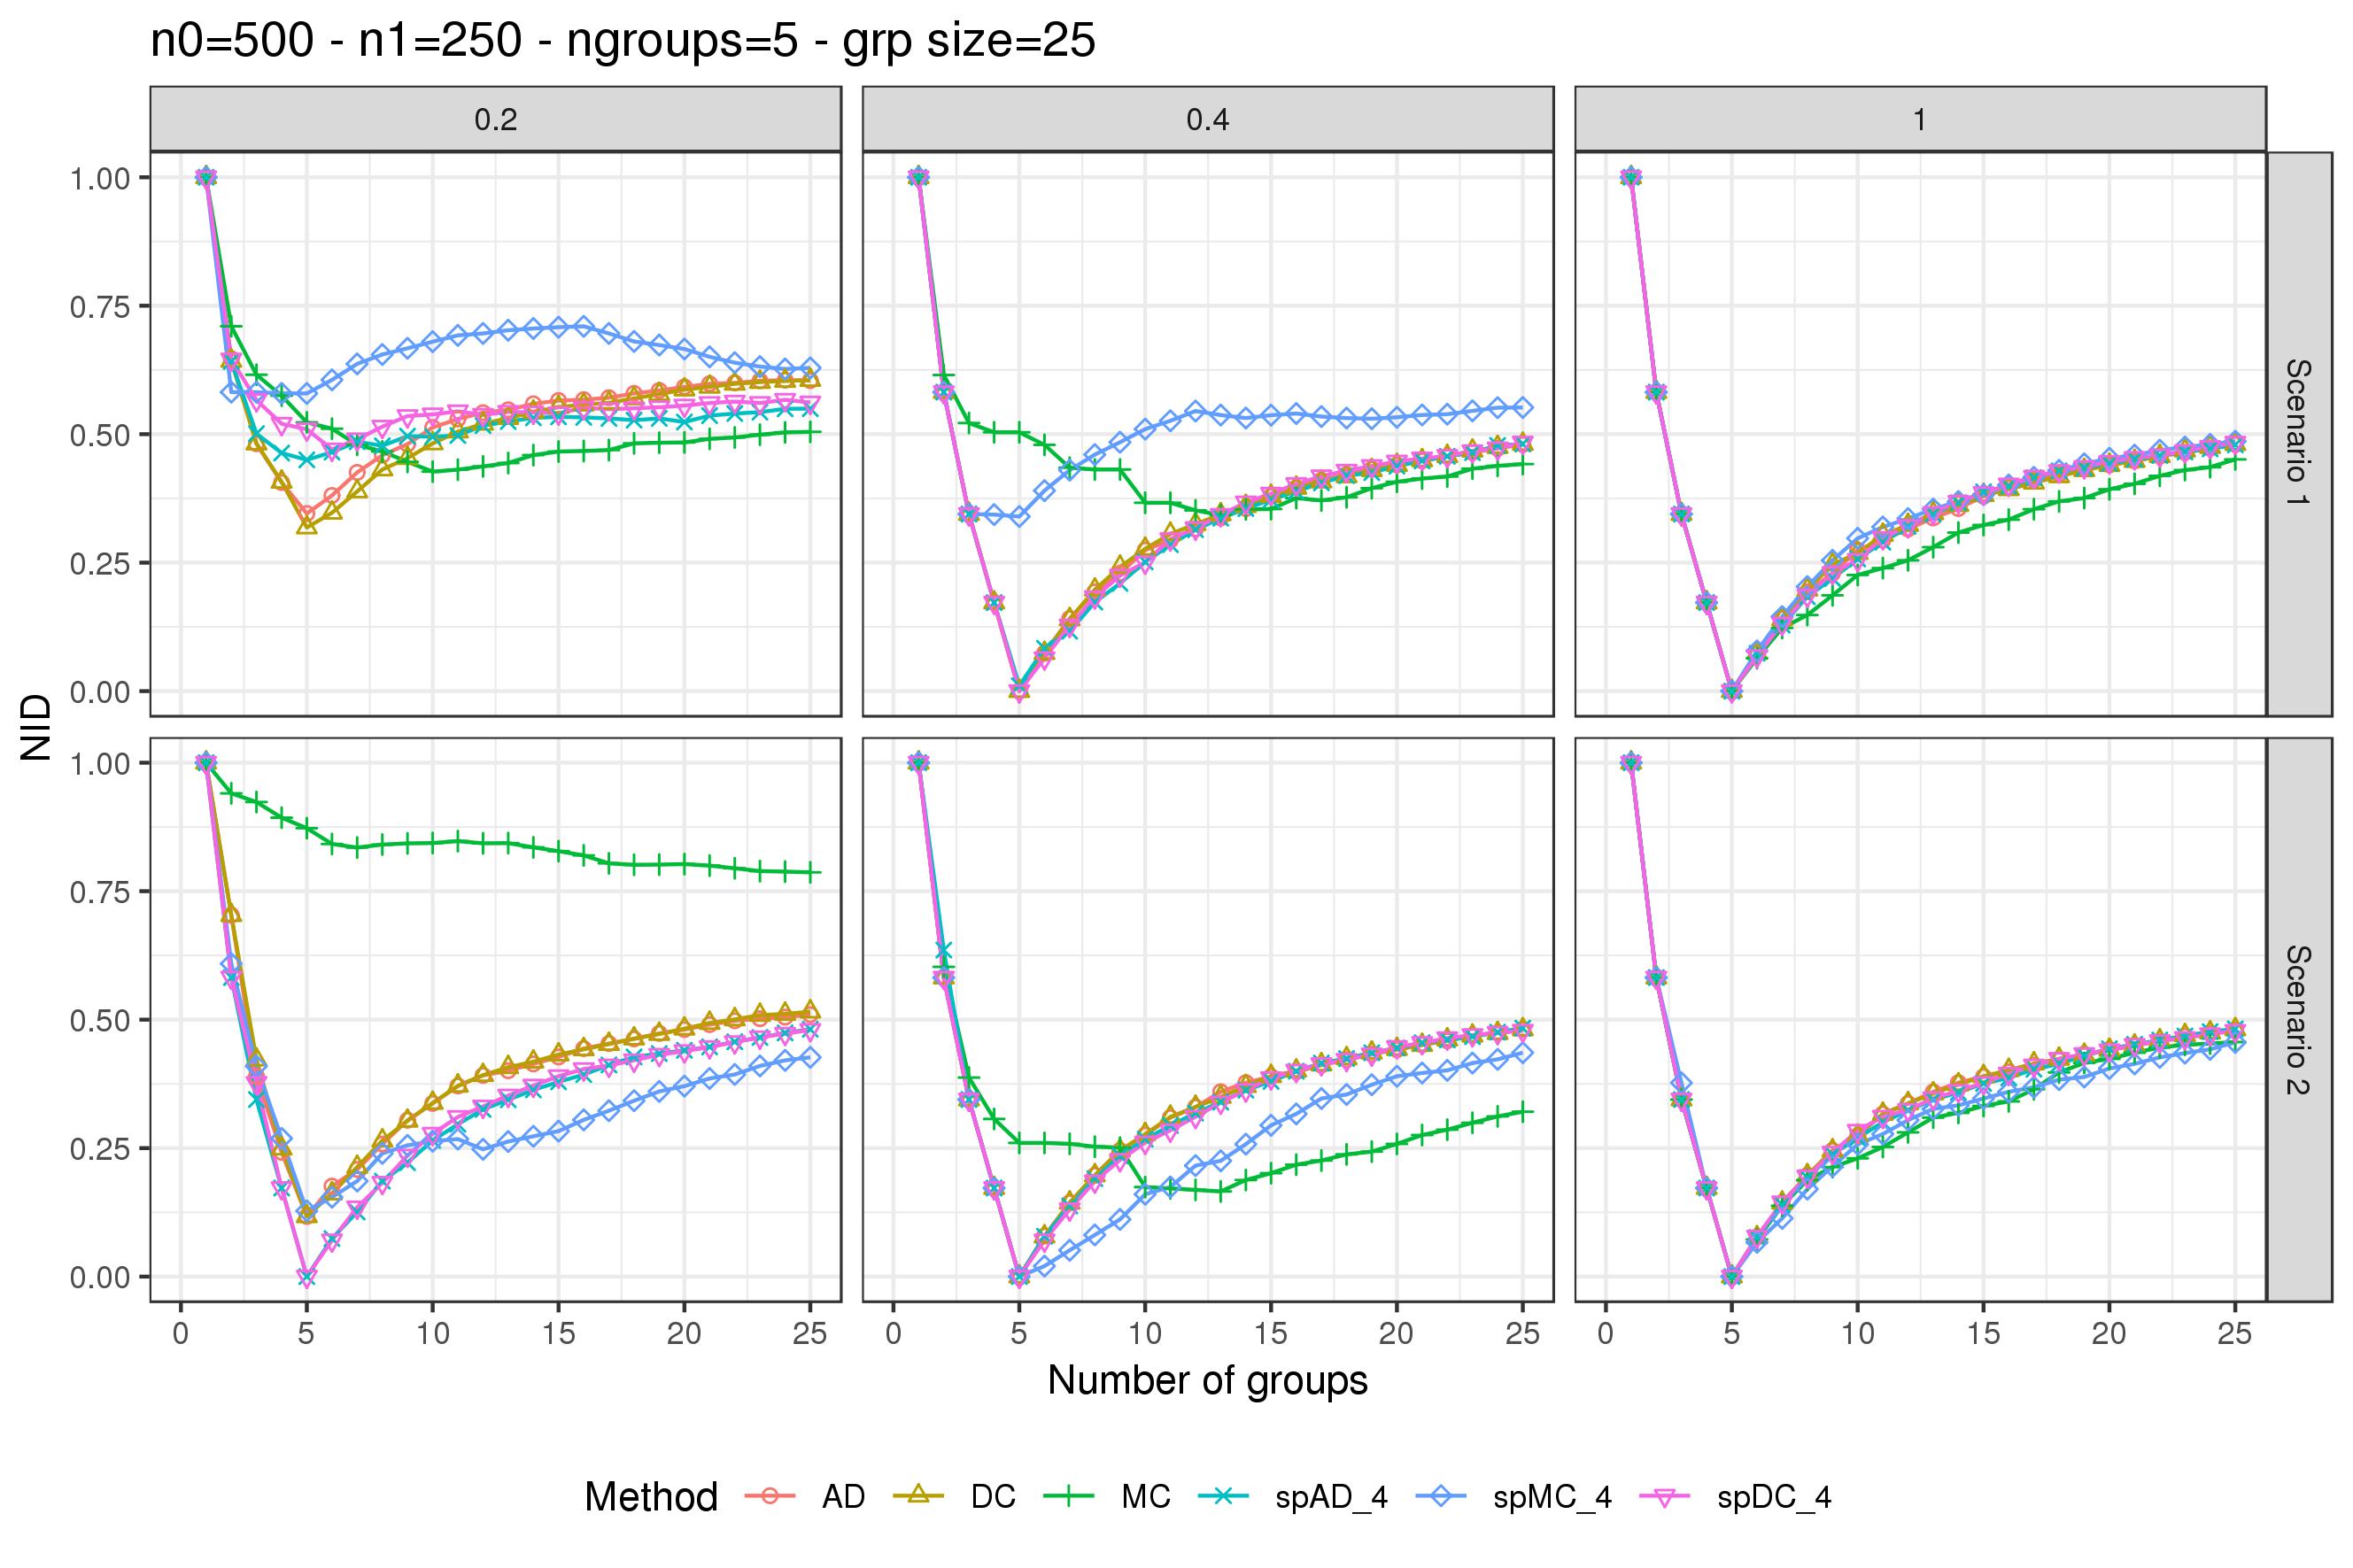 n0=500 - n1=250 - ngroups=5 - grp size=25
0.2 0.4 1
1.00
0.75
0.50
0.25
0.00
Scenario 1
NID
1.00
0.75
0.50
0.25
0.00
Scenario 2
0 5 10 15 20 25 0 5 10 15 20 25 0 5 10 15 20 25
Number of groups
Method AD DC MC spAD_4 spMC_4 spDC_4